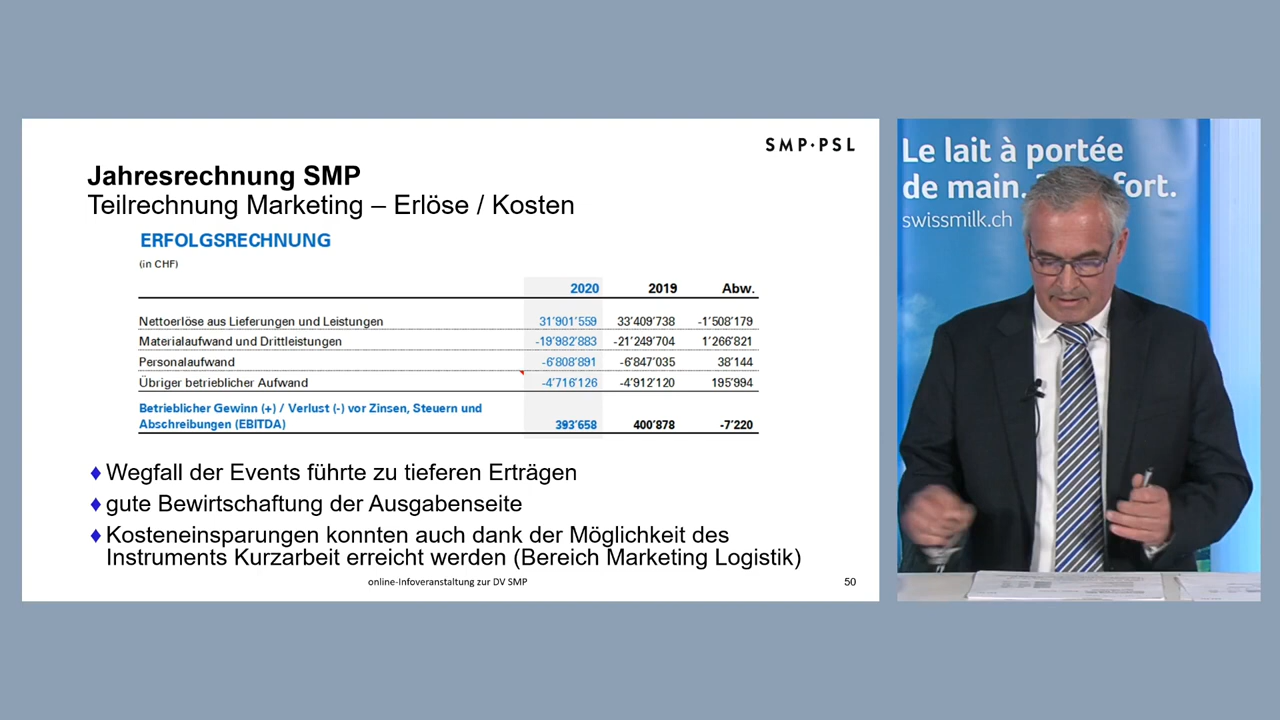 SMP·PSL
Jahresrechnung SMP
Teilrechnung Marketing – Erlöse / Kosten
ERFOLGSRECHNUNG
(in CHF)
2020 2019 Abw.
Nettoerlöse aus Lieferungen und Leistungen 31'901'559 33'409'738 -1'508'179
Materialaufwand und Drittleistungen -19'982'883 -21'249'704 1'266'821
Personalaufwand -6'808'891 -6'847'035 38'144
Übriger betrieblicher Aufwand -4'716'126 -4'912'120 195'994
Betrieblicher Gewinn (+) / Verlust (-) vor Zinsen, Steuern und
Abschreibungen (EBITDA) 393'658 400'878 -7'220
♦ Wegfall der Events führte zu tieferen Erträgen
♦ gute Bewirtschaftung der Ausgabenseite
♦ Kosteneinsparungen konnten auch dank der Möglichkeit des
Instruments Kurzarbeit erreicht werden (Bereich Marketing Logistik)
online-Infoveranstaltung zur DV SMP
50
Le lait à portée
de main.
swissmilk.ch